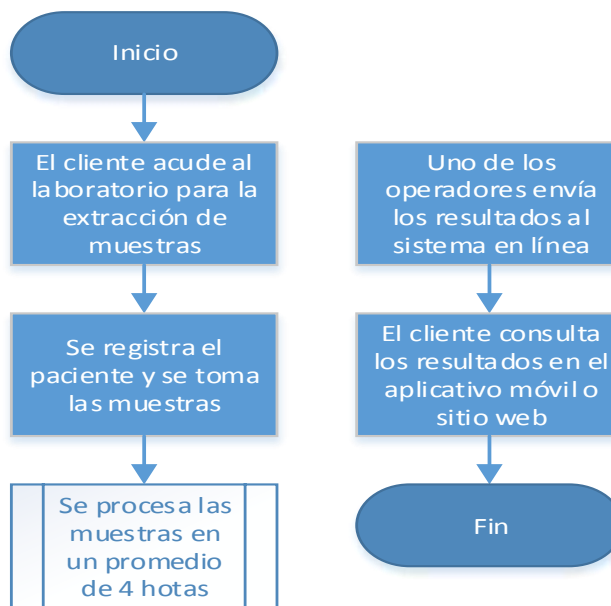 Inicio
El cliente acude al
laboratorio para la
extracción de
muestras
Se registra el
paciente y se toma
las muestras
Se procesa las
muestras en
un promedio
de 4 hotas
Uno de los
operadores envía
los resultados al
sistema en línea
El cliente consulta
los resultados en el
aplicativo móvil o
sitio web
Fin